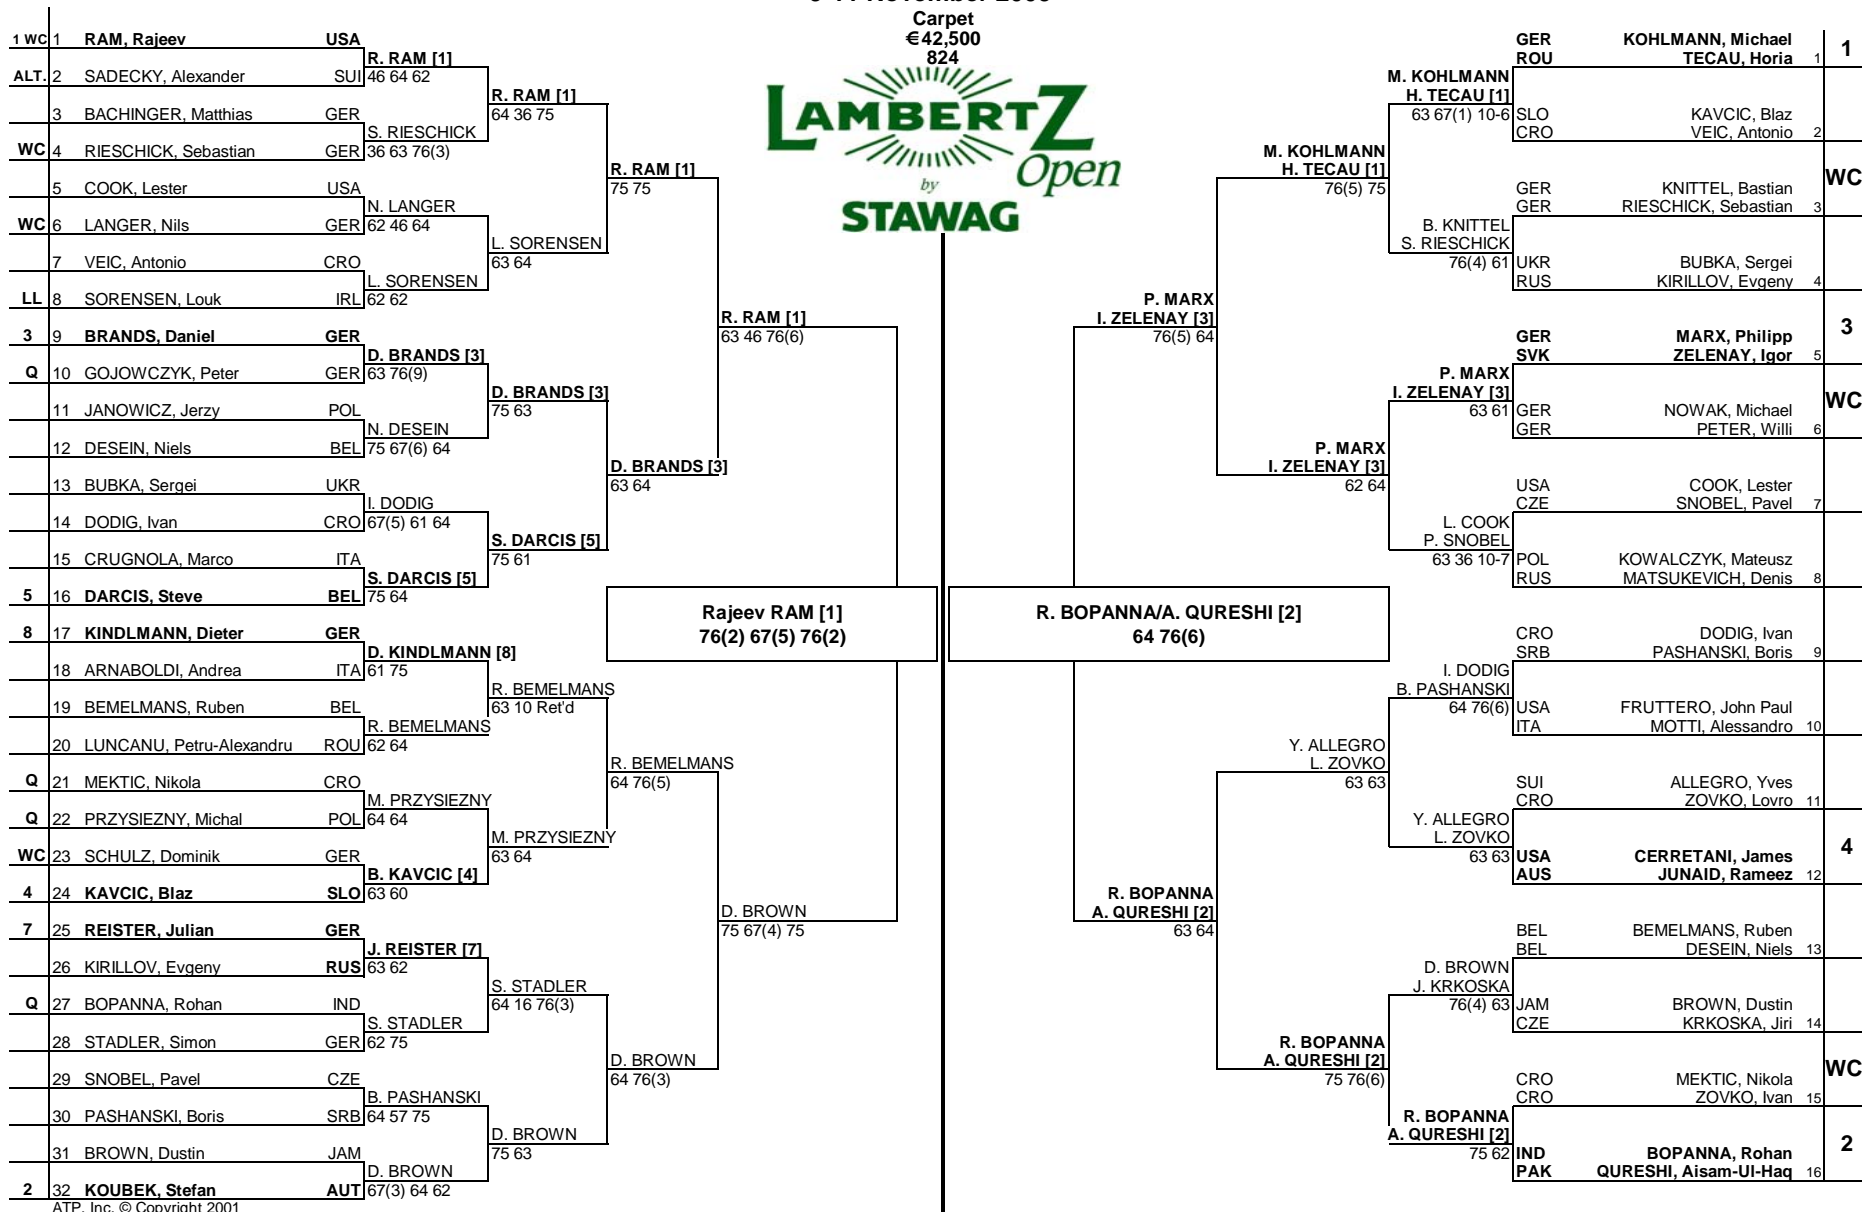 Carpet
€42,500
824
LAMBERTZ
Open
by
STAWAG
1 WC 1 RAM, Rajeev USA
ALT. 2 SADECKY, Alexander SUI
3 BACHINGER, Matthias GER
WC 4 RIESCHICK, Sebastian GER
5 COOK, Lester USA
WC 6 LANGER, Nils GER
7 VEIC, Antonio CRO
LL 8 SORENSEN, Louk IRL
3 9 BRANDS, Daniel GER
Q 10 GOJOWCZYK, Peter GER
11 JANOWICZ, Jerzy POL
12 DESEIN, Niels BEL
13 BUBKA, Sergei UKR
14 DODIG, Ivan CRO
15 CRUGNOLA, Marco ITA
5 16 DARCIS, Steve BEL
8 17 KINDLMANN, Dieter GER
18 ARNABOLDI, Andrea ITA
19 BEMELMANS, Ruben BEL
20 LUNCANU, Petru-Alexandru ROU
Q 21 MEKTIC, Nikola CRO
Q 22 PRZYSIEZNY, Michal POL
WC 23 SCHULZ, Dominik GER
4 24 KAVCIC, Blaz SLO
7 25 REISTER, Julian GER
26 KIRILLOV, Evgeny RUS
Q 27 BOPANNA, Rohan IND
28 STADLER, Simon GER
29 SNOBEL, Pavel CZE
30 PASHANSKI, Boris SRB
31 BROWN, Dustin JAM
2 32 KOUBEK, Stefan AUT
ATP, Inc. © Copyright 2001
R. RAM [1]
46 64 62
S. RIESCHICK
36 63 76(3)
N. LANGER
62 46 64
L. SORENSEN
62 62
D. BRANDS [3]
63 76(9)
N. DESEIN
75 67(6) 64
I. DODIG
67(5) 61 64
S. DARCIS [5]
75 64
D. KINDLMANN [8]
61 75
R. BEMELMANS
62 64
M. PRZYSIEZNY
64 64
B. KAVCIC [4]
63 60
J. REISTER [7]
63 62
S. STADLER
62 75
B. PASHANSKI
64 57 75
D. BROWN
67(3) 64 62
R. RAM [1]
64 36 75
L. SORENSEN
63 64
D. BRANDS [3]
75 63
S. DARCIS [5]
75 61
R. BEMELMANS
63 10 Ret'd
M. PRZYSIEZNY
63 64
S. STADLER
64 16 76(3)
D. BROWN
75 63
R. RAM [1]
75 75
D. BRANDS [3]
63 64
R. BEMELMANS
64 76(5)
D. BROWN
64 76(3)
R. RAM [1]
63 46 76(6)
D. BROWN
75 67(4) 75
Rajeev RAM [1]
76(2) 67(5) 76(2)
R. BOPANNA/A. QURESHI [2]
64 76(6)
P. MARX
I. ZELENAY [3]
76(5) 64
R. BOPANNA
A. QURESHI [2]
63 64
M. KOHLMANN
H. TECAU [1]
76(5) 75
P. MARX
I. ZELENAY [3]
62 64
Y. ALLEGRO
L. ZOVKO
63 63
R. BOPANNA
A. QURESHI [2]
75 76(6)
M. KOHLMANN
H. TECAU [1]
63 67(1) 10-6
B. KNITTEL
S. RIESCHICK
76(4) 61
P. MARX
I. ZELENAY [3]
63 61
L. COOK
P. SNOBEL
63 36 10-7
I. DODIG
B. PASHANSKI
64 76(6)
Y. ALLEGRO
L. ZOVKO
63 63
D. BROWN
J. KRKOSKA
76(4) 63
R. BOPANNA
A. QURESHI [2]
75 62
GER KOHLMANN, Michael
ROU TECAU, Horia 1 1
SLO KAVCIC, Blaz
CRO VEIC, Antonio 2
WC
GER KNITTEL, Bastian
GER RIESCHICK, Sebastian 3
UKR BUBKA, Sergei
RUS KIRILLOV, Evgeny 4
3
GER MARX, Philipp
SVK ZELENAY, Igor 5
WC
GER NOWAK, Michael
GER PETER, Willi 6
USA COOK, Lester
CZE SNOBEL, Pavel 7
POL KOWALCZYK, Mateusz
RUS MATSUKEVICH, Denis 8
CRO DODIG, Ivan
SRB PASHANSKI, Boris 9
USA FRUTTERO, John Paul
ITA MOTTI, Alessandro 10
SUI ALLEGRO, Yves
CRO ZOVKO, Lovro 11
4
USA CERRETANI, James
AUS JUNAID, Rameez 12
BEL BEMELMANS, Ruben
BEL DESEIN, Niels 13
JAM BROWN, Dustin
CZE KRKOSKA, Jiri 14
WC
CRO MEKTIC, Nikola
CRO ZOVKO, Ivan 15
2
IND BOPANNA, Rohan
PAK QURESHI, Aisam-Ul-Haq 16